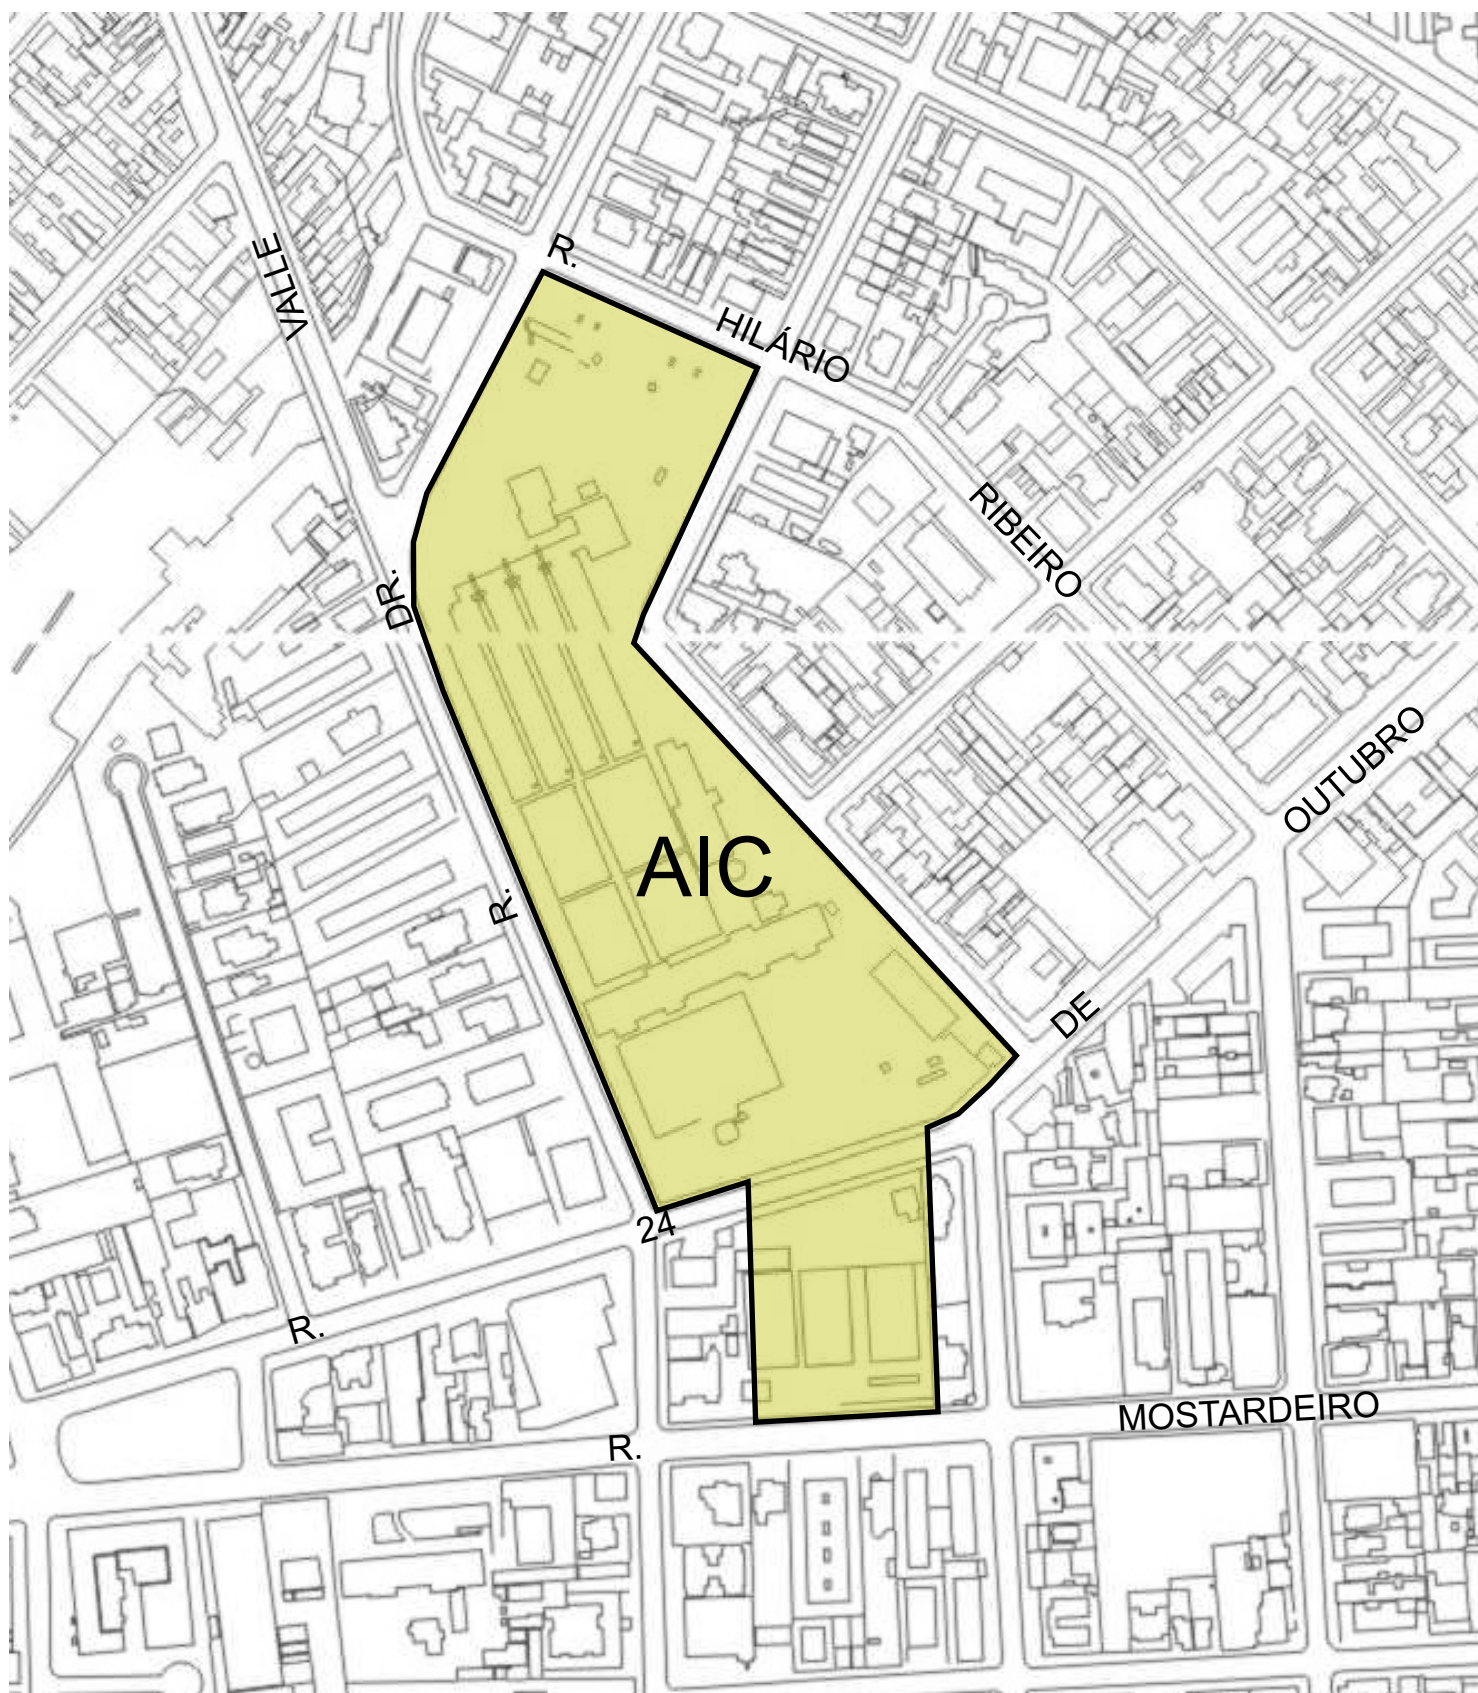 R. HILÁRIO RIBEIRO
R. DR. VALLE
AIC
R. 24 DE OUTUBRO
R. MOSTARDEIRO